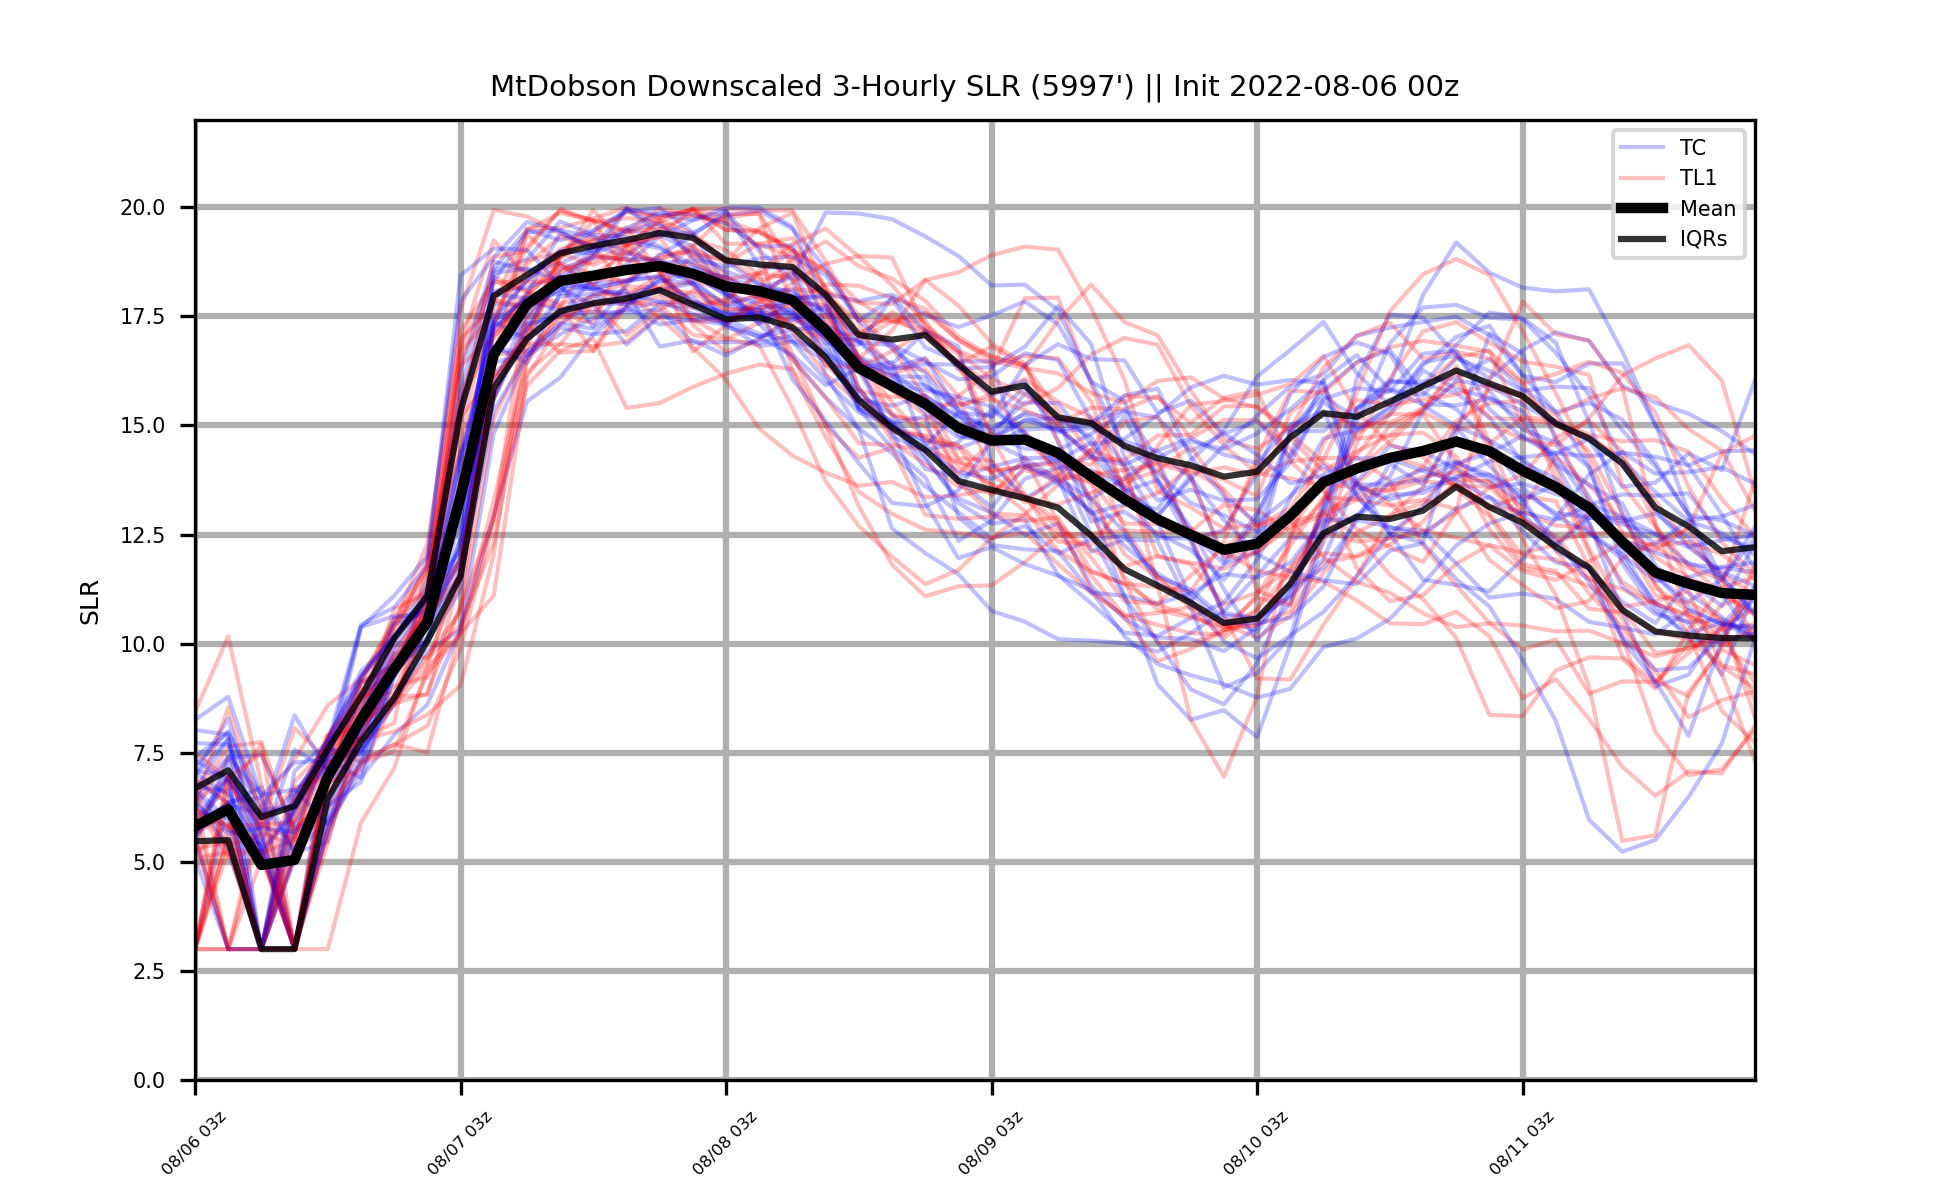 MtDobson Downscaled 3-Hourly SLR (5997') || Init 2022-08-06 00z
TC
TL1
Mean
IQRs
20.0
17.5
15.0
12.5
10.0
7.5
5.0
2.5
0.0
SLR
08/06 03z
08/07 03z
08/08 03z
08/09 03z
08/10 03z
08/11 03z